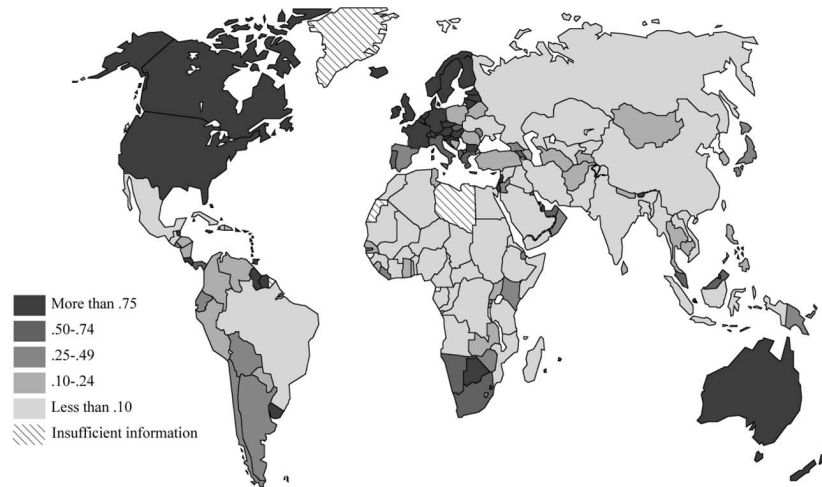 More than .75
.50-.74
.25-.49
.10-.24
Less than .10
Insufficient information